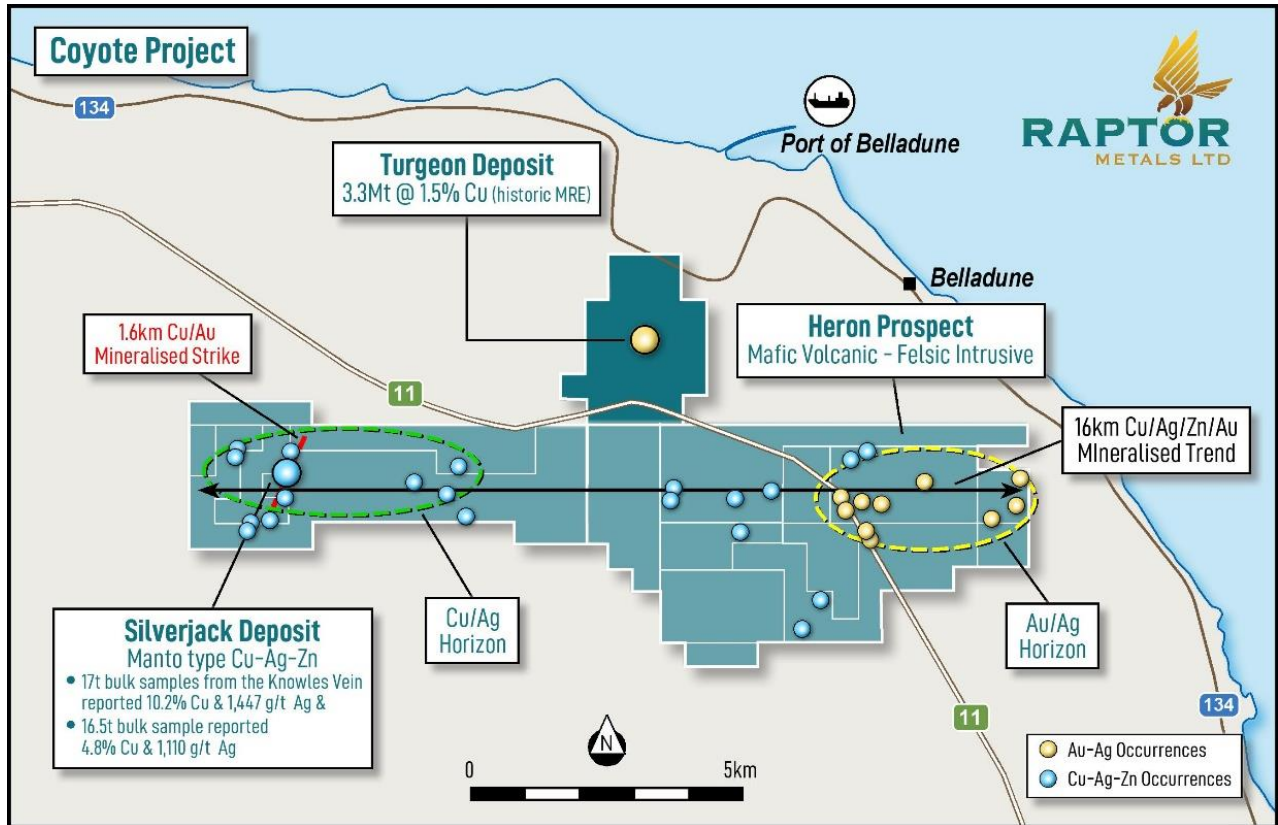 Coyote Project
134
Port of Belladune
RAPTOR
METALS LTD
Turgeon Deposit
3.3Mt @ 1.5% Cu (historic MRE)
Belladune
1.6km Cu/Au
Mineralised Strike
Heron Prospect
Mafic Volcanic - Felsic Intrusive
11
16km Cu/Ag/Zn/Au
MIneralised Trend
Silverjack Deposit
Manto type Cu-Ag-Zn
• 17t bulk samples from the Knowles Vein
reported 10.2% Cu & 1,447 g/t Ag &
• 16.5t bulk sample reported
4.8% Cu & 1,110 g/t Ag
Cu/Ag
Horizon
Au/Ag
Horizon
134
11
N
0 5km
Au-Ag Occurrences
Cu-Ag-Zn Occurrences